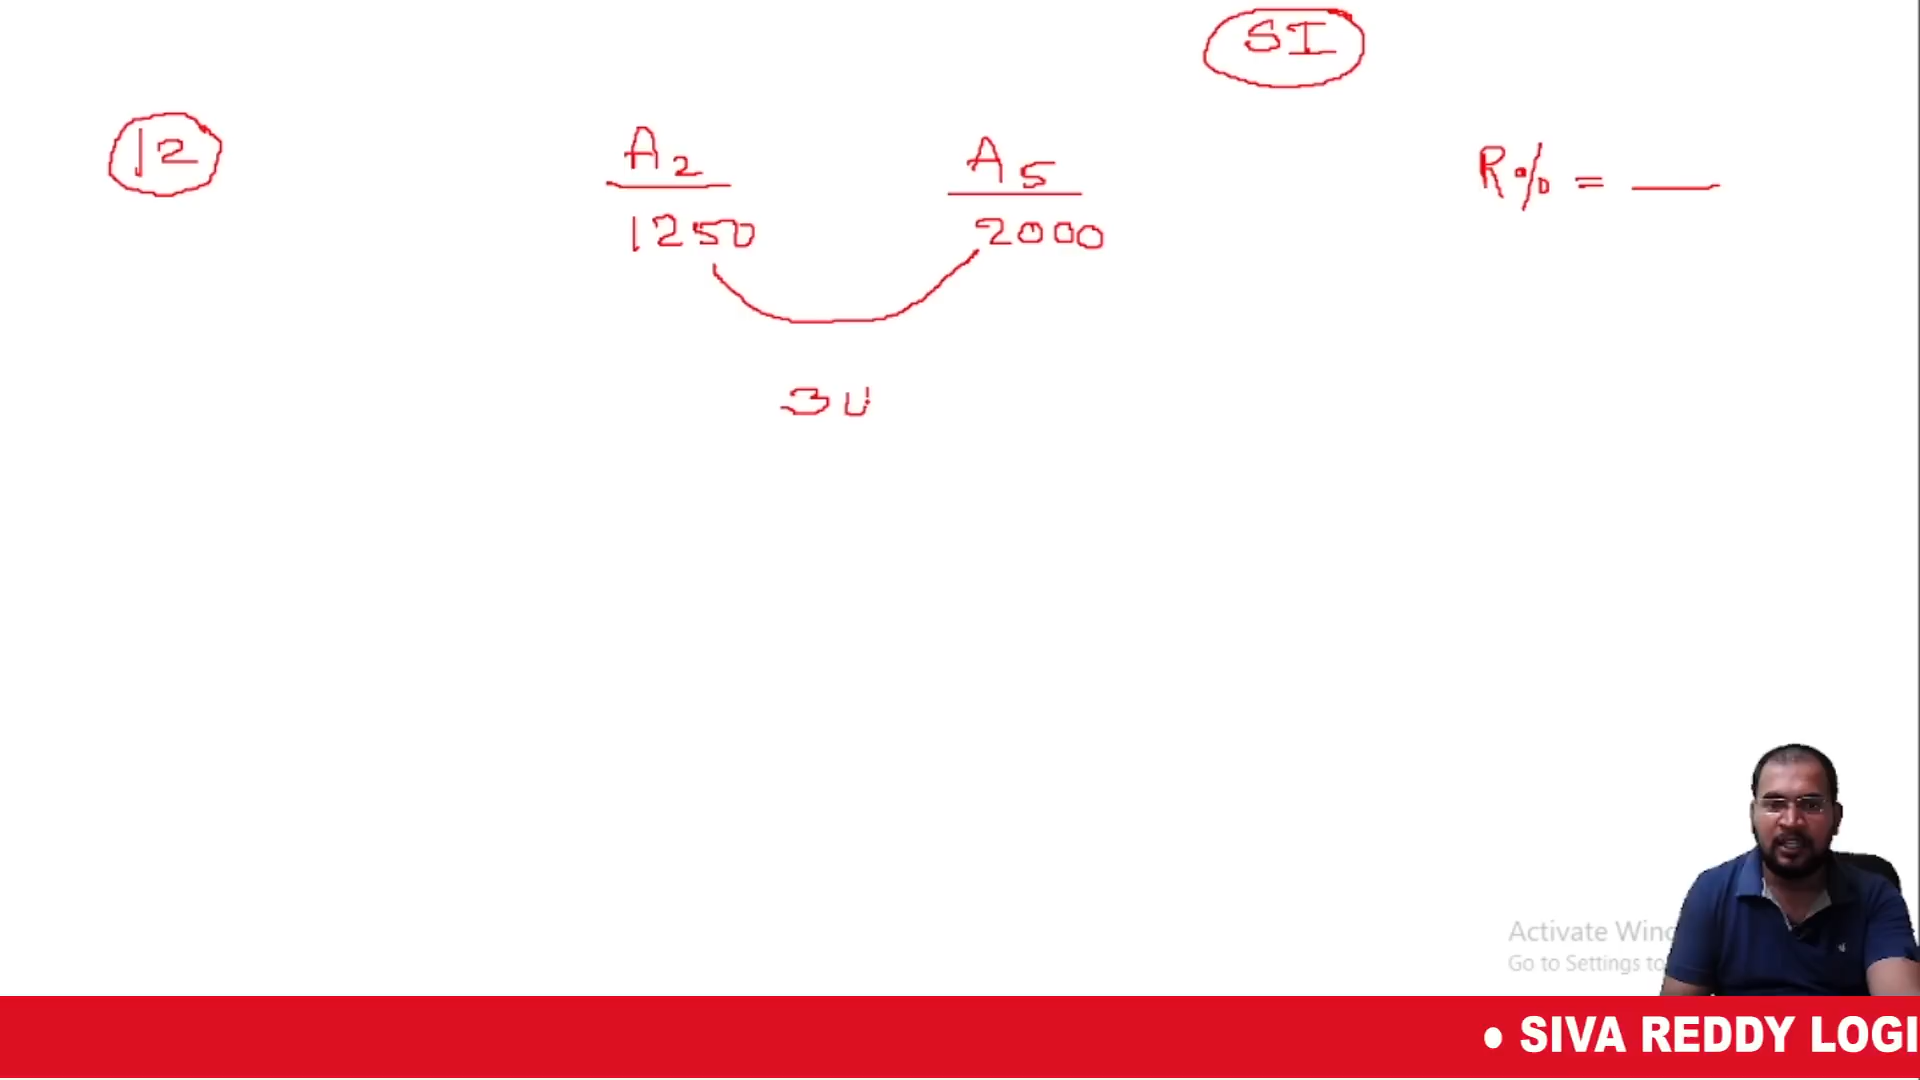 SI
12
A2 A5 R% = ___
1250 2000
3U
Activate Wind
Go to Settings to
• SIVA REDDY LOGI